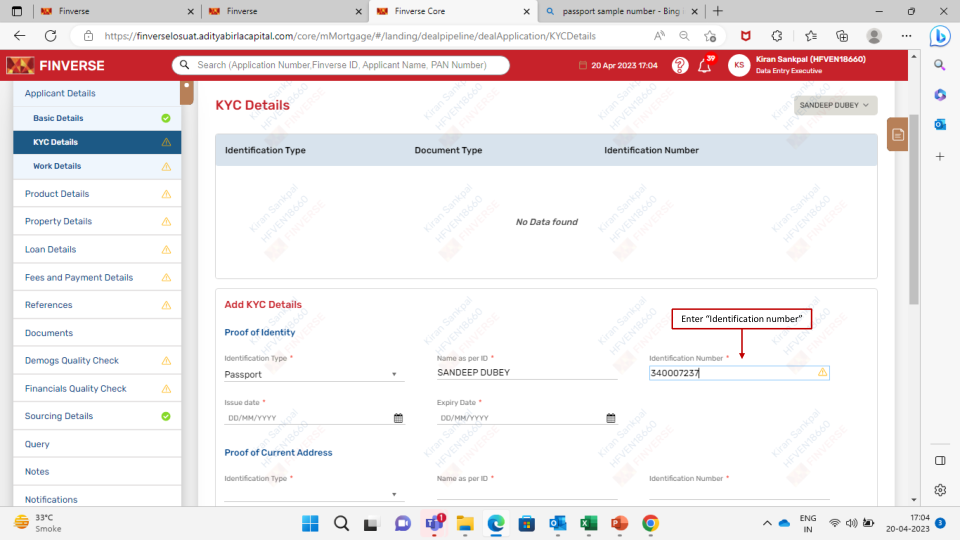 Finverse
Finverse
Finverse Core
passport sample number - Bing
https://finverselosuat.adityabirlacapital.com/core/mMortgage/#/landing/dealpipeline/dealApplication/KYCDetails
FINVERSE
Search (Application Number,Finverse ID, Applicant Name, PAN Number)
20 Apr 2023 17:04
39
KS
Kiran Sankpal (HFVEN18660)
Data Entry Executive
Applicant Details
Basic Details
KYC Details
Work Details
Product Details
Property Details
Loan Details
Fees and Payment Details
References
Documents
Demogs Quality Check
Financials Quality Check
Sourcing Details
Query
Notes
Notifications
KYC Details
SANDEEP DUBEY
Identification Type Document Type Identification Number
No Data found
Add KYC Details
Enter “Identification number”
Proof of Identity
Identification Type * Name as per ID * Identification Number *
Passport SANDEEP DUBEY 340007237
Issue date * Expiry Date *
DD/MM/YYYY DD/MM/YYYY
Proof of Current Address
Identification Type * Name as per ID * Identification Number *
Kiran Sankpal
HFVEN18660
FINVERSE
33°C
Smoke
1
ENG
IN
17:04
20-04-2023
3